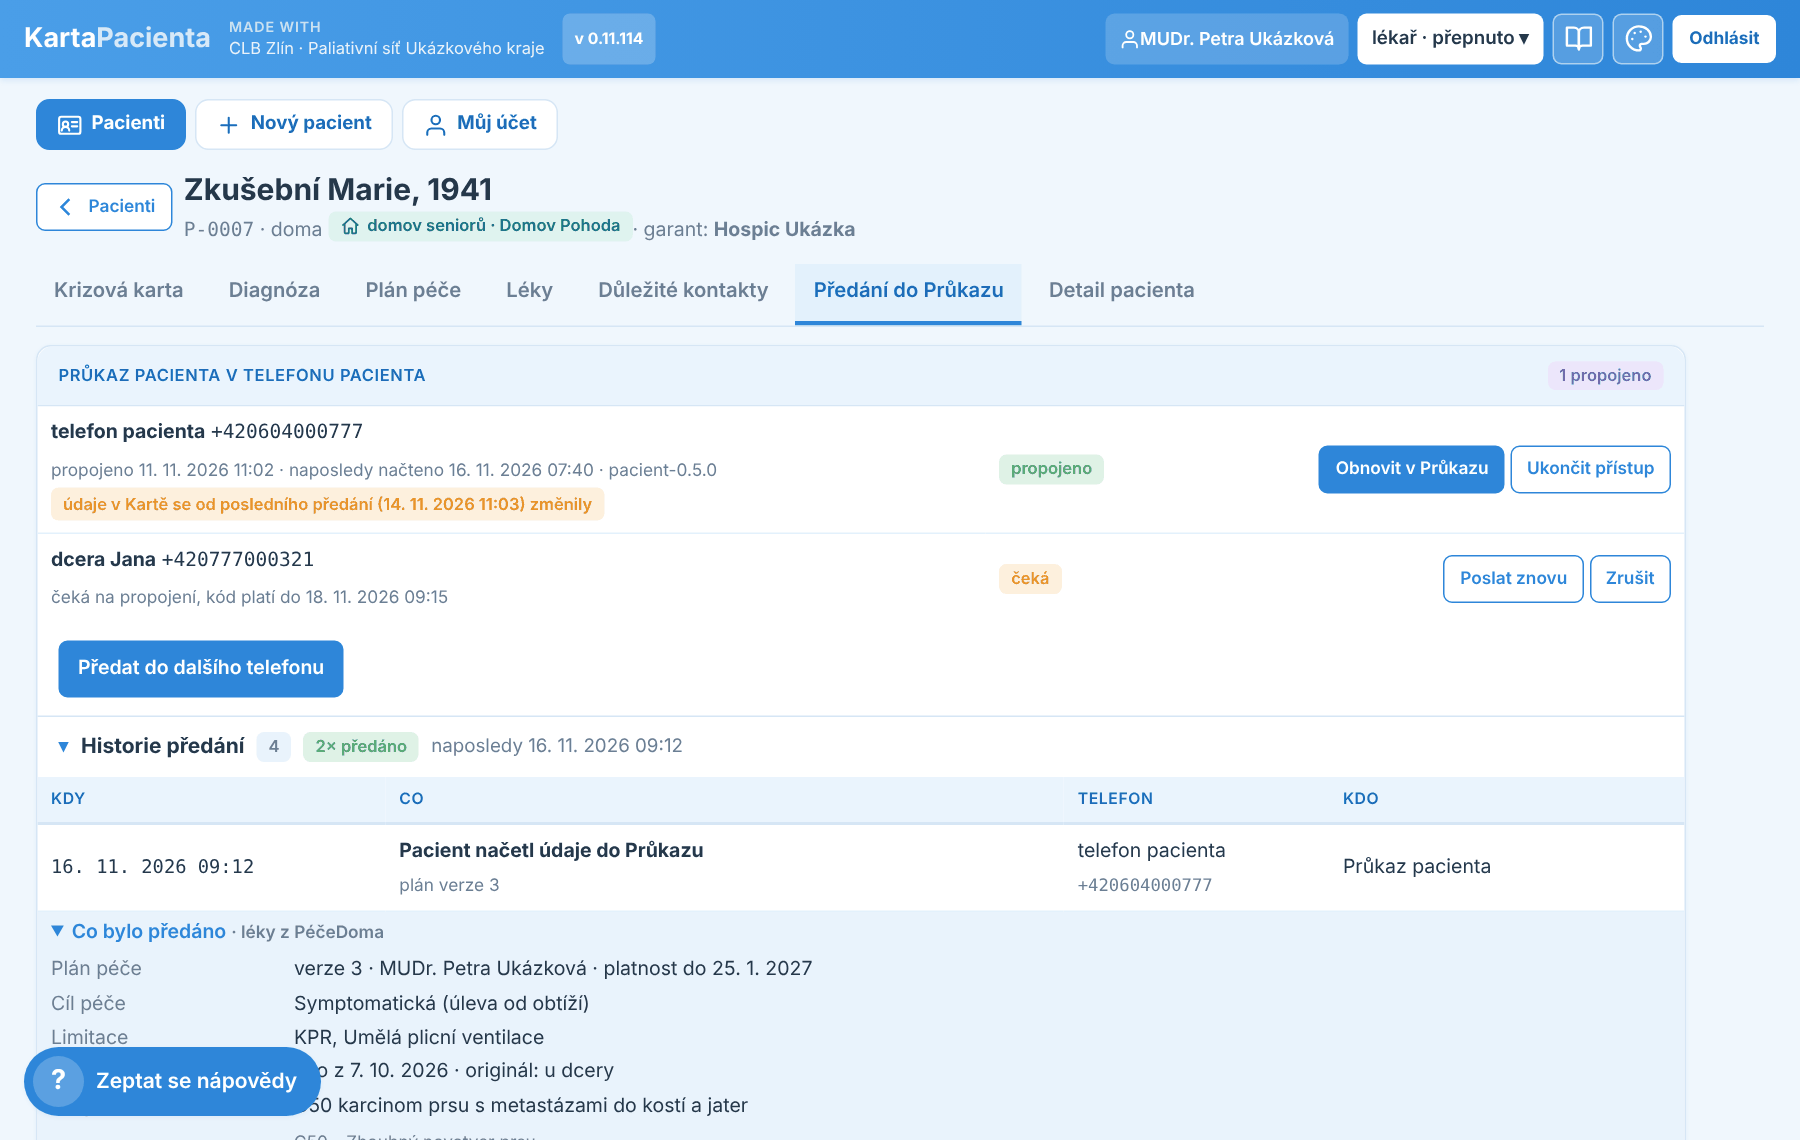 KartaPacienta
MADE WITH
CLB Zlín · Paliativní síť Ukázkového kraje
v 0.11.114
MUDr. Petra Ukázková
lékař · přepnuto ▾
Odhlásit
Pacienti
Nový pacient
Můj účet
Pacienti
Zkušební Marie, 1941
P-0007 · doma domov seniorů · Domov Pohoda · garant: Hospic Ukázka
Krizová karta
Diagnóza
Plán péče
Léky
Důležité kontakty
Předání do Průkazu
Detail pacienta
PRŮKAZ PACIENTA V TELEFONU PACIENTA
1 propojeno
telefon pacienta +420604000777
propojeno 11. 11. 2026 11:02 · naposledy načteno 16. 11. 2026 07:40 · pacient-0.5.0
údaje v Kartě se od posledního předání (14. 11. 2026 11:03) změnily
propojeno
Obnovit v Průkazu
Ukončit přístup
dcera Jana +420777000321
čeká na propojení, kód platí do 18. 11. 2026 09:15
čeká
Poslat znovu
Zrušit
Předat do dalšího telefonu
▼ Historie předání 4 2× předáno naposledy 16. 11. 2026 09:12
KDY CO TELEFON KDO
16. 11. 2026 09:12
Pacient načetl údaje do Průkazu
plán verze 3
telefon pacienta
+420604000777
Průkaz pacienta
▼ Co bylo předáno · léky z PéčeDoma
Plán péče verze 3 · MUDr. Petra Ukázková · platnost do 25. 1. 2027
Cíl péče Symptomatická (úleva od obtíží)
Limitace KPR, Umělá plicní ventilace
z 7. 10. 2026 · originál: u dcery
karcinom prsu s metastázami do kostí a jater
? Zeptat se nápovědy